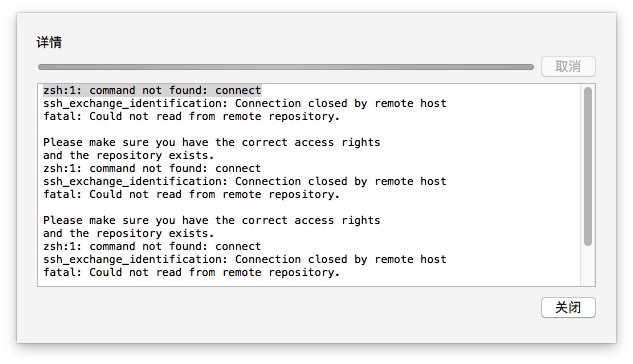 详情
取消
zsh:1: command not found: connect
ssh_exchange_identification: Connection closed by remote host
fatal: Could not read from remote repository.
Please make sure you have the correct access rights
and the repository exists.
zsh:1: command not found: connect
ssh_exchange_identification: Connection closed by remote host
fatal: Could not read from remote repository.
Please make sure you have the correct access rights
and the repository exists.
zsh:1: command not found: connect
ssh_exchange_identification: Connection closed by remote host
fatal: Could not read from remote repository.
关闭